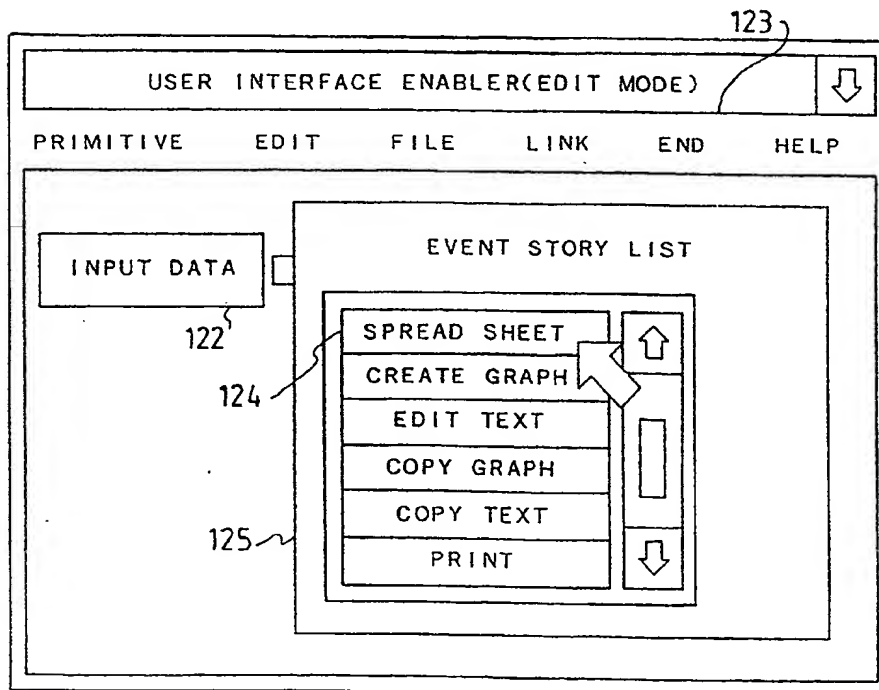 123
USER INTERFACE ENABLER(EDIT MODE)
PRIMITIVE EDIT FILE LINK END HELP
EVENT STORY LIST
INPUT DATA
122
SPREAD SHEET
124
CREATE GRAPH
EDIT TEXT
COPY GRAPH
COPY TEXT
125
PRINT